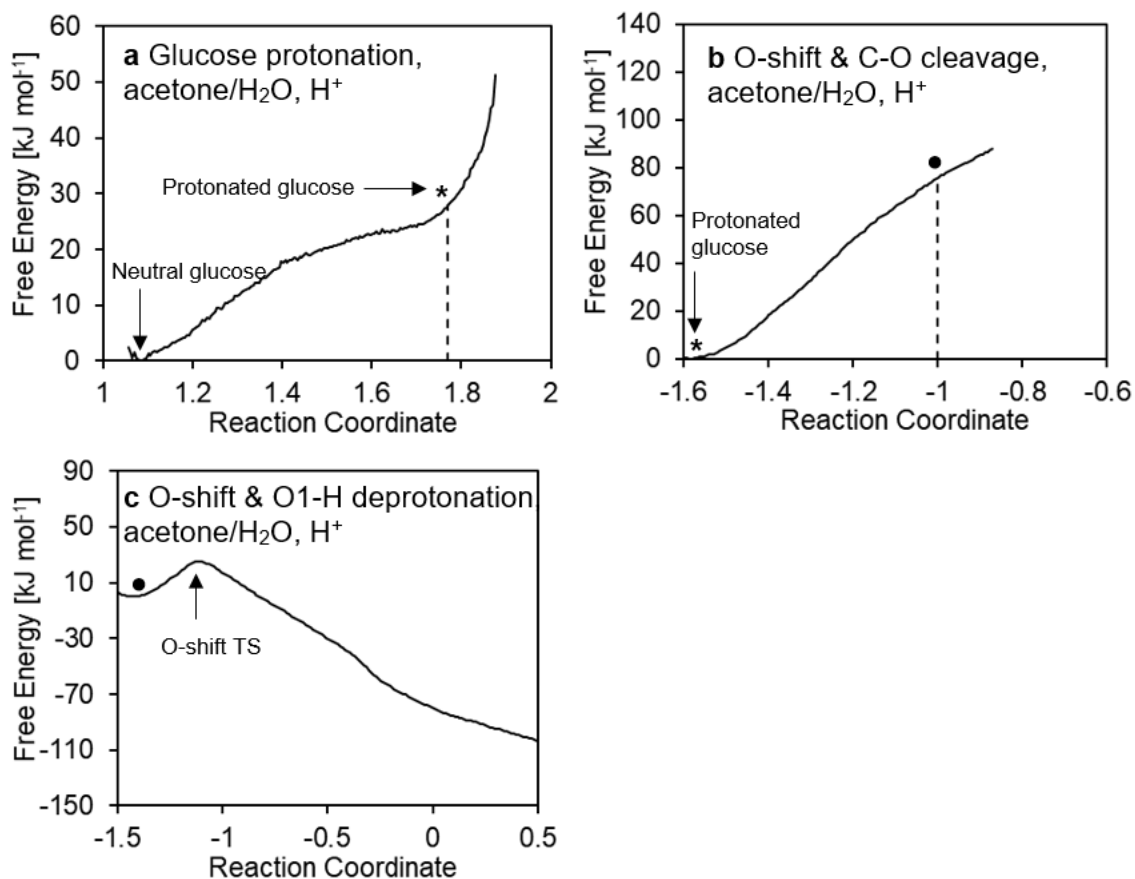 a Glucose protonation,
acetone/H₂O, H⁺
Protonated glucose
*
Neutral glucose
60
50
40
30
20
10
0
1
1.2
1.4
1.6
1.8
2
Free Energy [kJ mol⁻¹]
Reaction Coordinate
b O-shift & C-O cleavage,
acetone/H₂O, H⁺
Protonated
glucose
*
140
120
100
80
60
40
20
0
-1.6
-1.4
-1.2
-1
-0.8
-0.6
Free Energy [kJ mol⁻¹]
Reaction Coordinate
c O-shift & O1-H deprotonation,
acetone/H₂O, H⁺
O-shift TS
90
50
10
-30
-70
-110
-150
-1.5
-1
-0.5
0
0.5
Free Energy [kJ mol⁻¹]
Reaction Coordinate